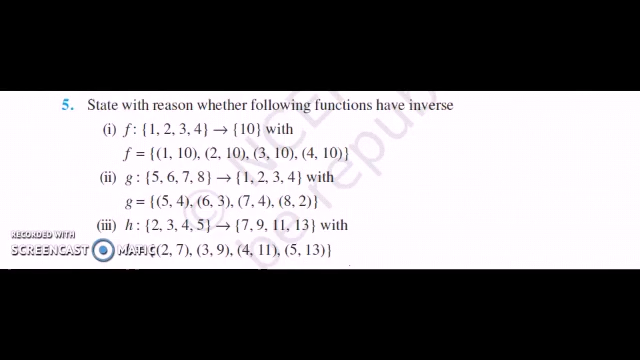 5. State with reason whether following functions have inverse
(i) f : {1, 2, 3, 4} → {10} with
f = {(1, 10), (2, 10), (3, 10), (4, 10)}
(ii) g : {5, 6, 7, 8} → {1, 2, 3, 4} with
g = {(5, 4), (6, 3), (7, 4), (8, 2)}
(iii) h : {2, 3, 4, 5} → {7, 9, 11, 13} with
(2, 7), (3, 9), (4, 11), (5, 13)}
RECORDED WITH
SCREENCAST MATIC
© NCERT
be repub